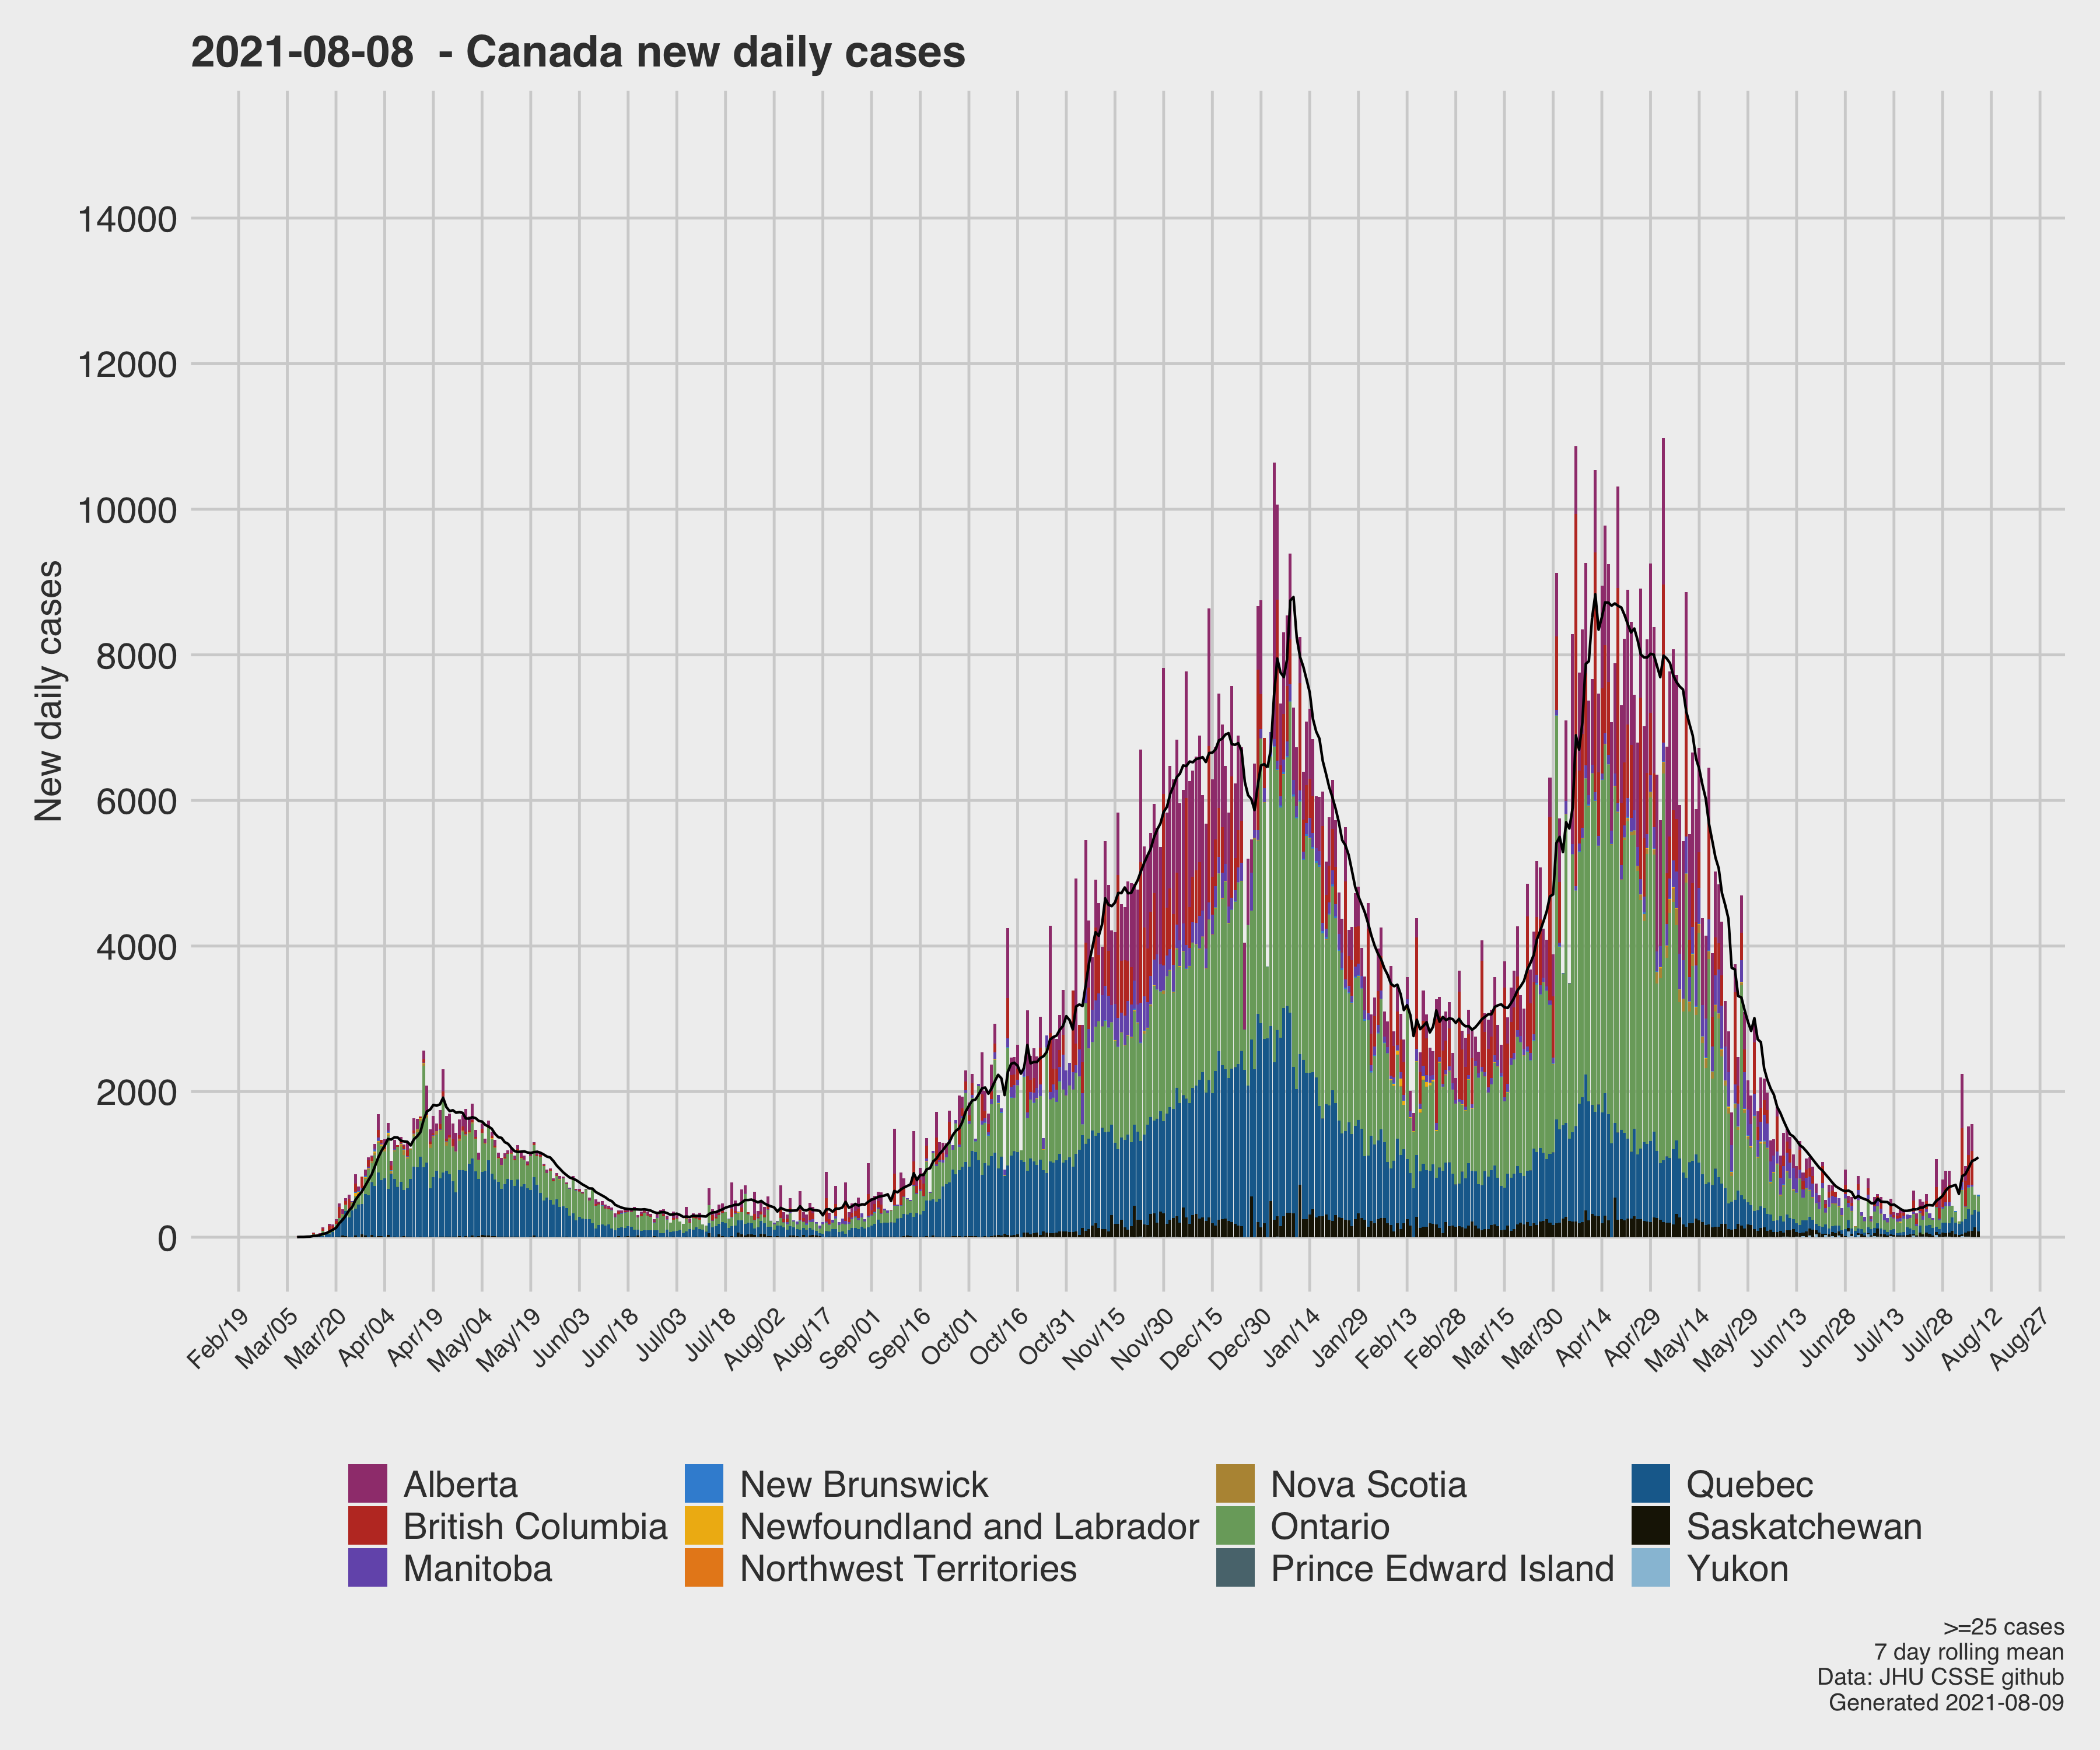 2021-08-08 - Canada new daily cases
New daily cases
14000
12000
10000
8000
6000
4000
2000
0
Feb/19 Mar/05 Mar/20 Apr/04 Apr/19 May/04 May/19 Jun/03 Jun/18 Jul/03 Jul/18 Aug/02 Aug/17 Sep/01 Sep/16 Oct/01 Oct/16 Oct/31 Nov/15 Nov/30 Dec/15 Dec/30 Jan/14 Jan/29 Feb/13 Feb/28 Mar/15 Mar/30 Apr/14 Apr/29 May/14 May/29 Jun/13 Jun/28 Jul/13 Jul/28 Aug/12 Aug/27
Alberta New Brunswick Nova Scotia Quebec
British Columbia Newfoundland and Labrador Ontario Saskatchewan
Manitoba Northwest Territories Prince Edward Island Yukon
>=25 cases
7 day rolling mean
Data: JHU CSSE github
Generated 2021-08-09